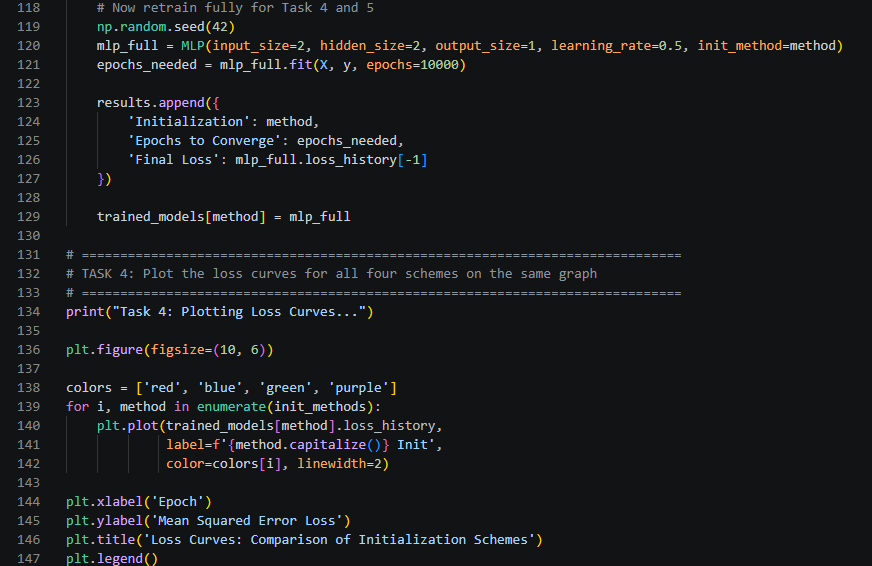 118     # Now retrain fully for Task 4 and 5
119     np.random.seed(42)
120     mlp_full = MLP(input_size=2, hidden_size=2, output_size=1, learning_rate=0.5, init_method=method)
121     epochs_needed = mlp_full.fit(X, y, epochs=10000)
122
123     results.append({
124         'Initialization': method,
125         'Epochs to Converge': epochs_needed,
126         'Final Loss': mlp_full.loss_history[-1]
127     })
128
129     trained_models[method] = mlp_full
130
131 # ==============================================================================
132 # TASK 4: Plot the loss curves for all four schemes on the same graph
133 # ==============================================================================
134 print("Task 4: Plotting Loss Curves...")
135
136 plt.figure(figsize=(10, 6))
137
138 colors = ['red', 'blue', 'green', 'purple']
139 for i, method in enumerate(init_methods):
140     plt.plot(trained_models[method].loss_history,
141              label=f'{method.capitalize()} Init',
142              color=colors[i], linewidth=2)
143
144 plt.xlabel('Epoch')
145 plt.ylabel('Mean Squared Error Loss')
146 plt.title('Loss Curves: Comparison of Initialization Schemes')
147 plt.legend()